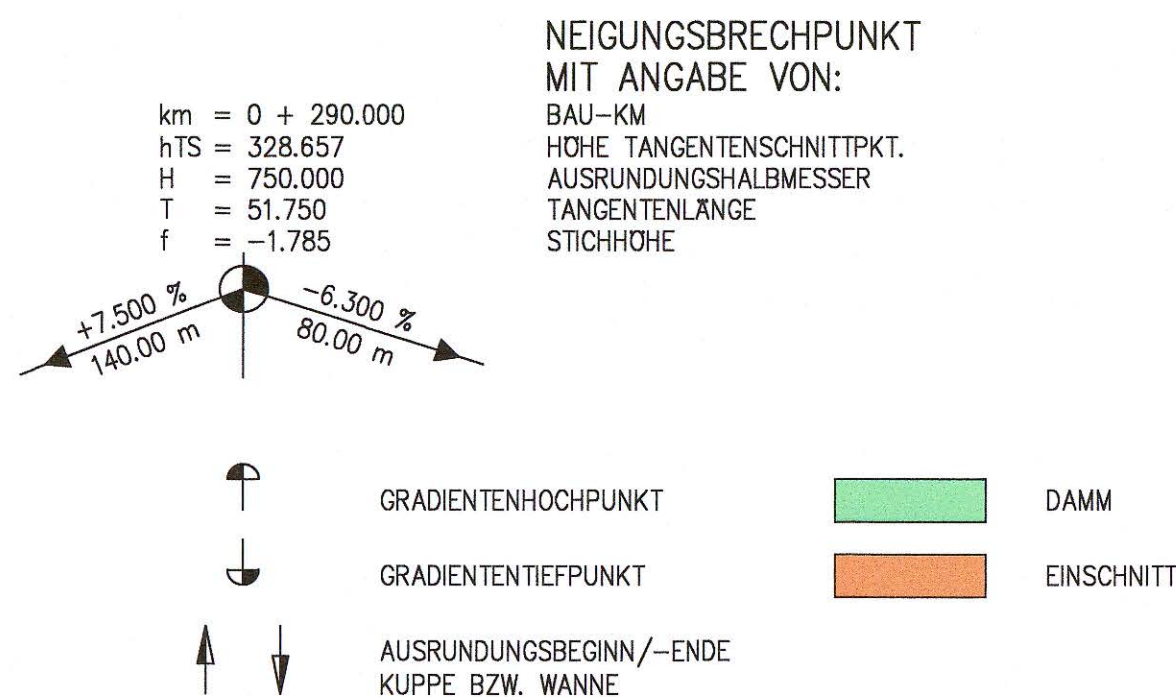 NEIGUNGSBRECHPUNKT
MIT ANGABE VON:
km = 0 + 290.000 BAU-KM
hTS = 328.657 HÖHE TANGENTENSCHNITTPKT.
H = 750.000 AUSRUNDUNGSHALBMESSER
T = 51.750 TANGENTENLÄNGE
f = -1.785 STICHHÖHE
+7.500 % -6.300 %
140.00 m 80.00 m
GRADIENTENHOCHPUNKT DAMM
GRADIENTENTIEFPUNKT EINSCHNITT
AUSRUNDUNGSBEGINN/-ENDE
KUPPE BZW. WANNE